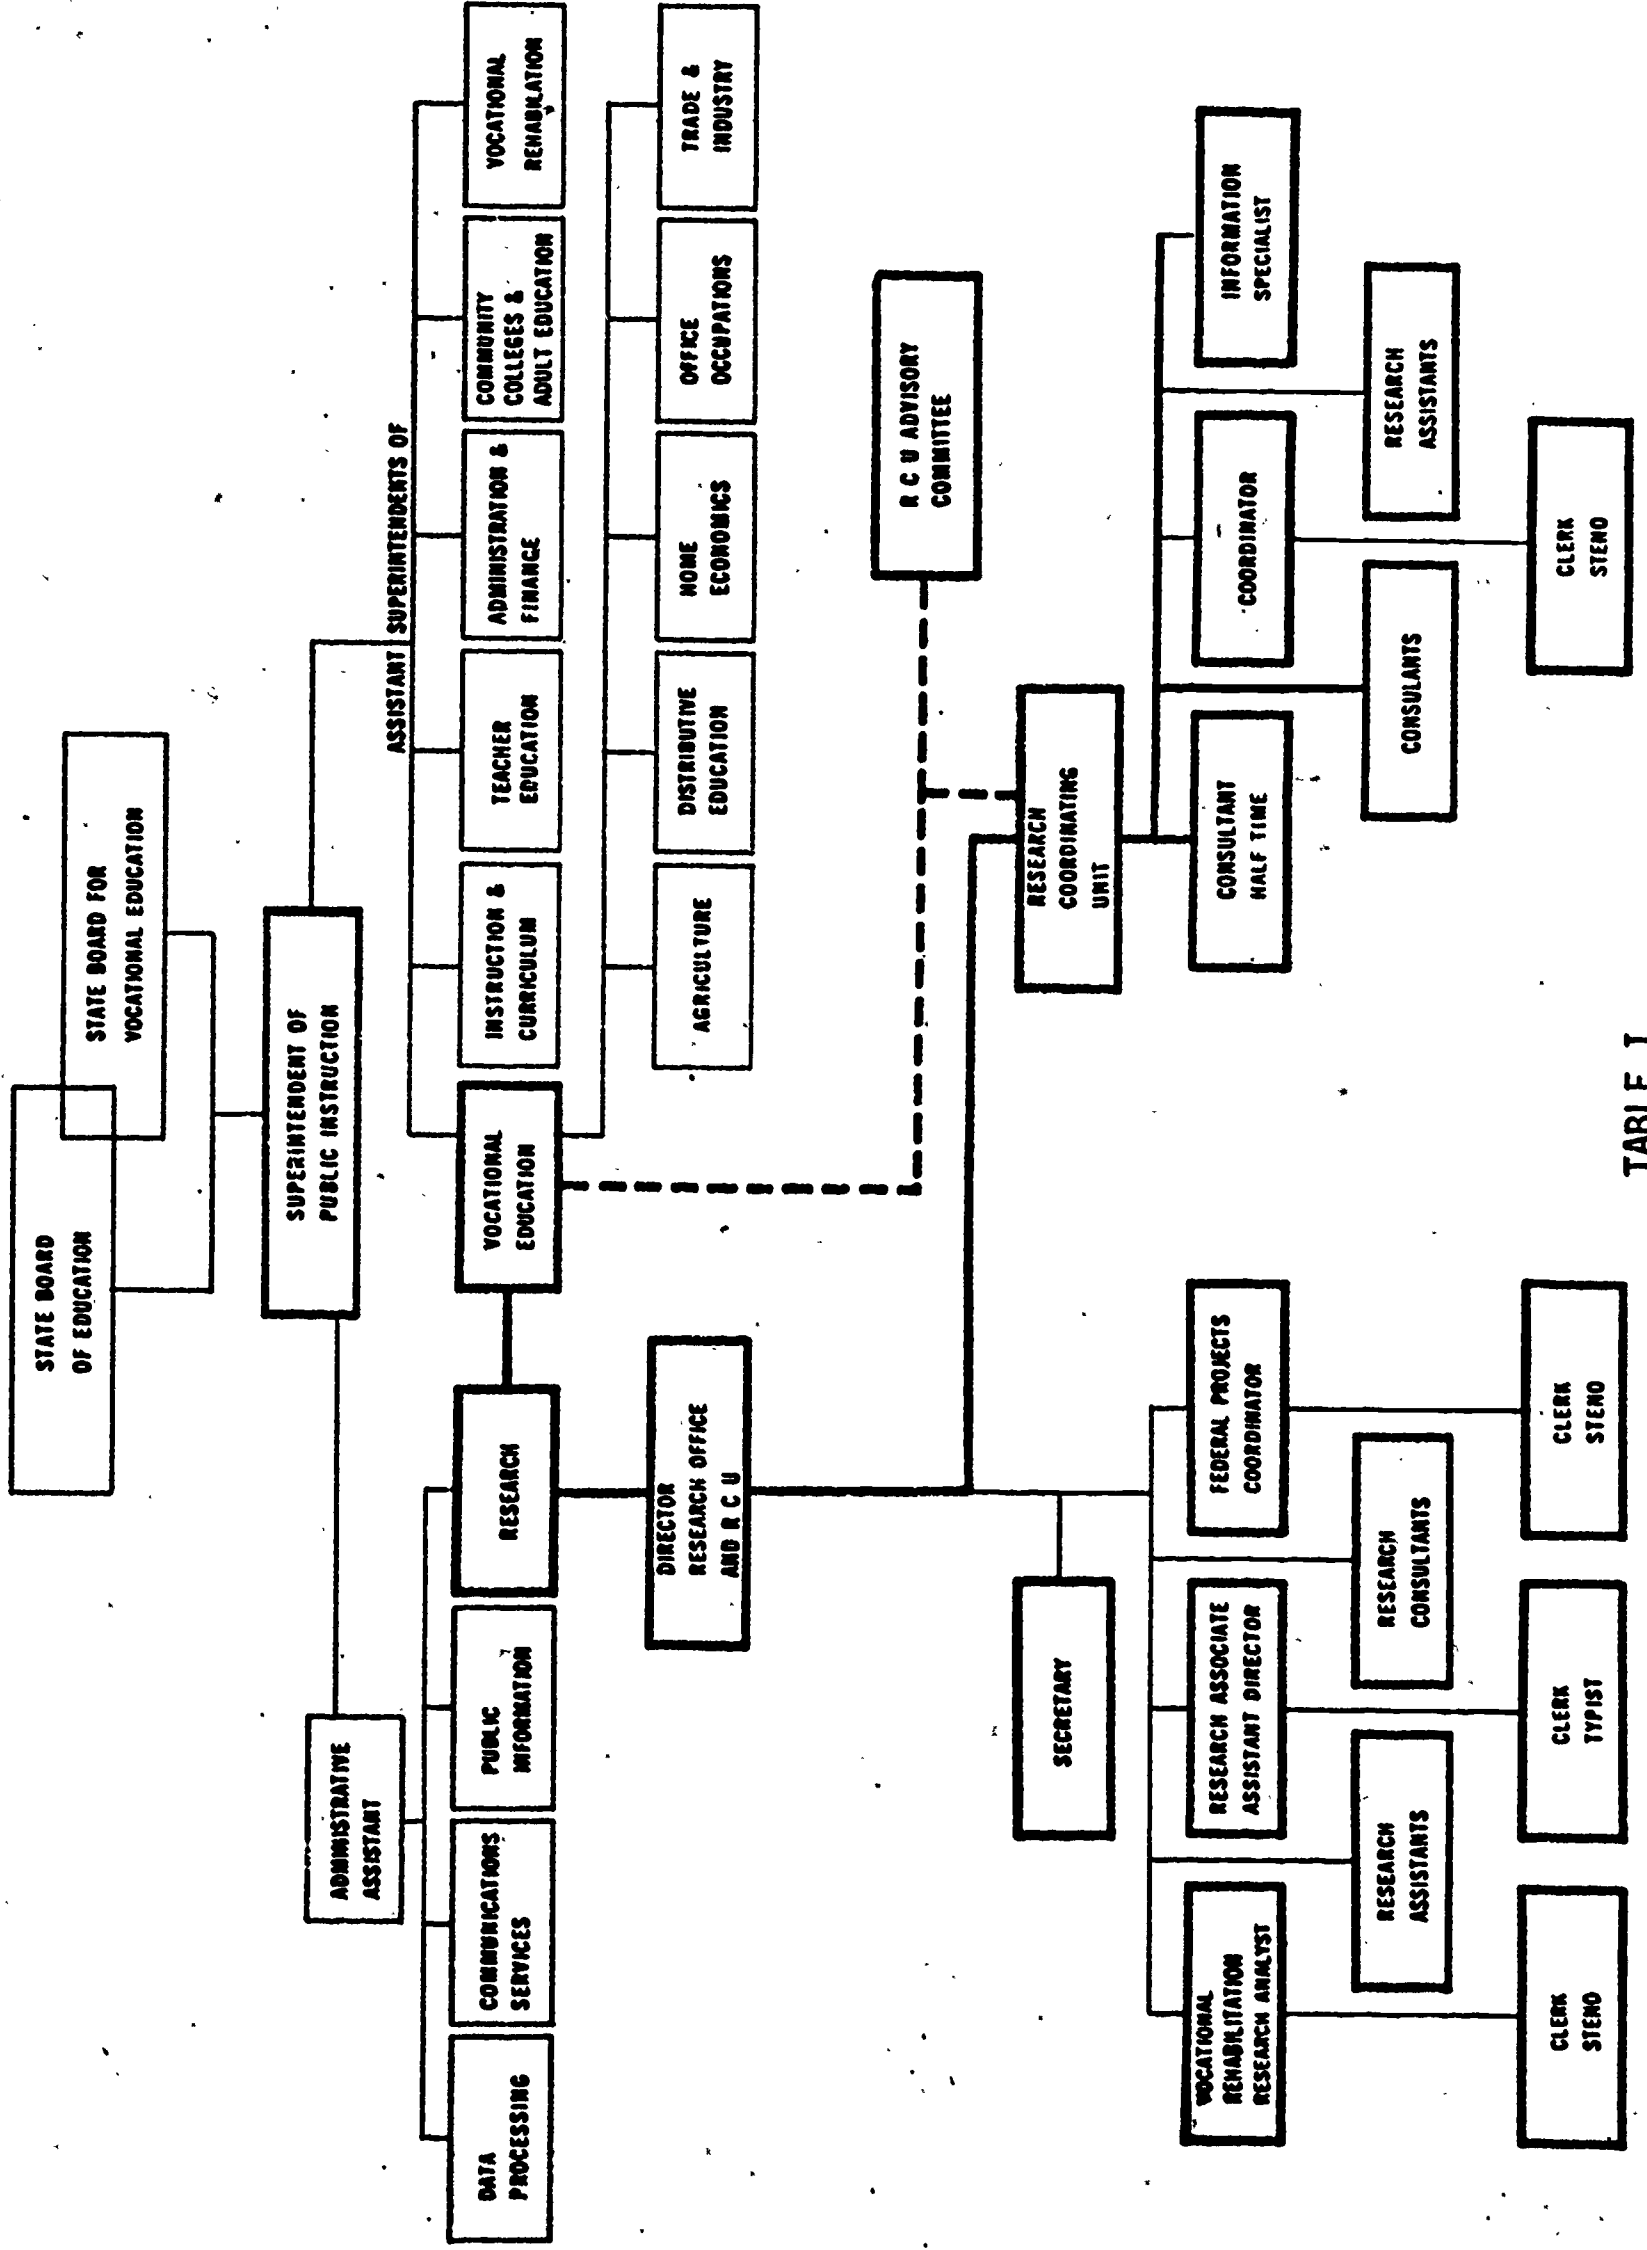 STATE BOARD
OF EDUCATION
STATE BOARD FOR
VOCATIONAL EDUCATION
SUPERINTENDENT OF
PUBLIC INSTRUCTION
ADMINISTRATIVE
ASSISTANT
ASSISTANT SUPERINTENDENTS OF
DATA
PROCESSING
COMMUNICATIONS
SERVICES
PUBLIC
INFORMATION
RESEARCH
VOCATIONAL
EDUCATION
INSTRUCTION &
CURRICULUM
TEACHER
EDUCATION
ADMINISTRATION &
FINANCE
COMMUNITY
COLLEGES &
ADULT EDUCATION
VOCATIONAL
REHABILATION
DIRECTOR
RESEARCH OFFICE
AND R C U
AGRICULTURE
DISTRIBUTIVE
EDUCATION
HOME
ECONOMICS
OFFICE
OCCUPATIONS
TRADE &
INDUSTRY
R C U ADVISORY
COMMITTEE
SECRETARY
RESEARCH
COORDINATING
UNIT
VOCATIONAL
REHABILITATION
RESEARCH ANALYST
RESEARCH ASSOCIATE
ASSISTANT DIRECTOR
FEDERAL PROJECTS
COORDINATOR
CONSULTANT
HALF TIME
COORDINATOR
INFORMATION
SPECIALIST
RESEARCH
ASSISTANTS
RESEARCH
CONSULTANTS
CONSULANTS
RESEARCH
ASSISTANTS
CLERK
STENO
CLERK
TYPIST
CLERK
STENO
CLERK
STENO
TABLE I